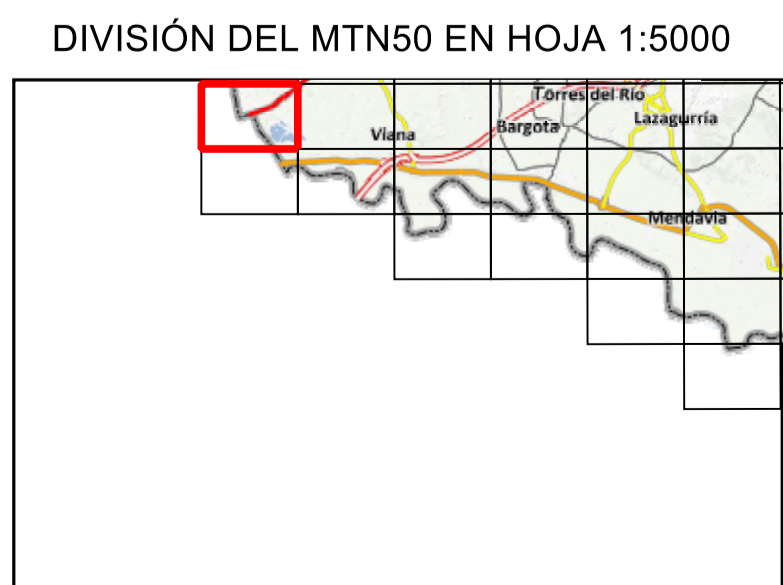 DIVISIÓN DEL MTN50 EN HOJA 1:5000
Torres del Río
Lazagurría
Bargota
Viana
Mendavia